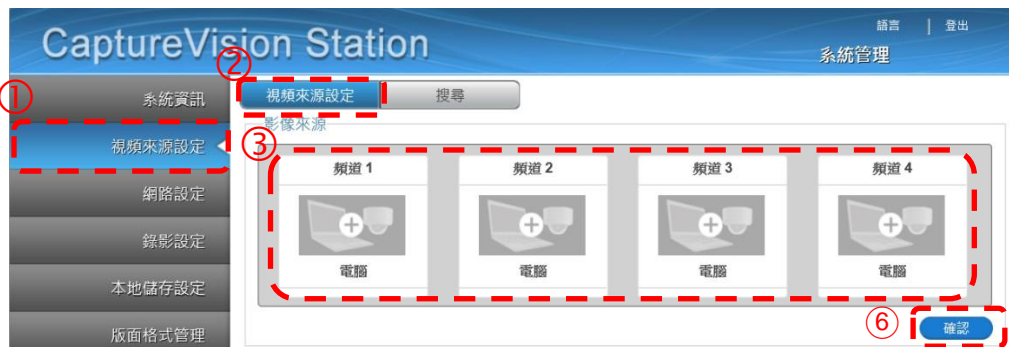 CaptureVision Station
語言 | 登出
系統管理
①
②
系統資訊
視頻來源設定
搜尋
影像來源
視頻來源設定
③
頻道 1
頻道 2
頻道 3
頻道 4
網路設定
錄影設定
電腦
電腦
電腦
電腦
本地儲存設定
版面格式管理
⑥
確認